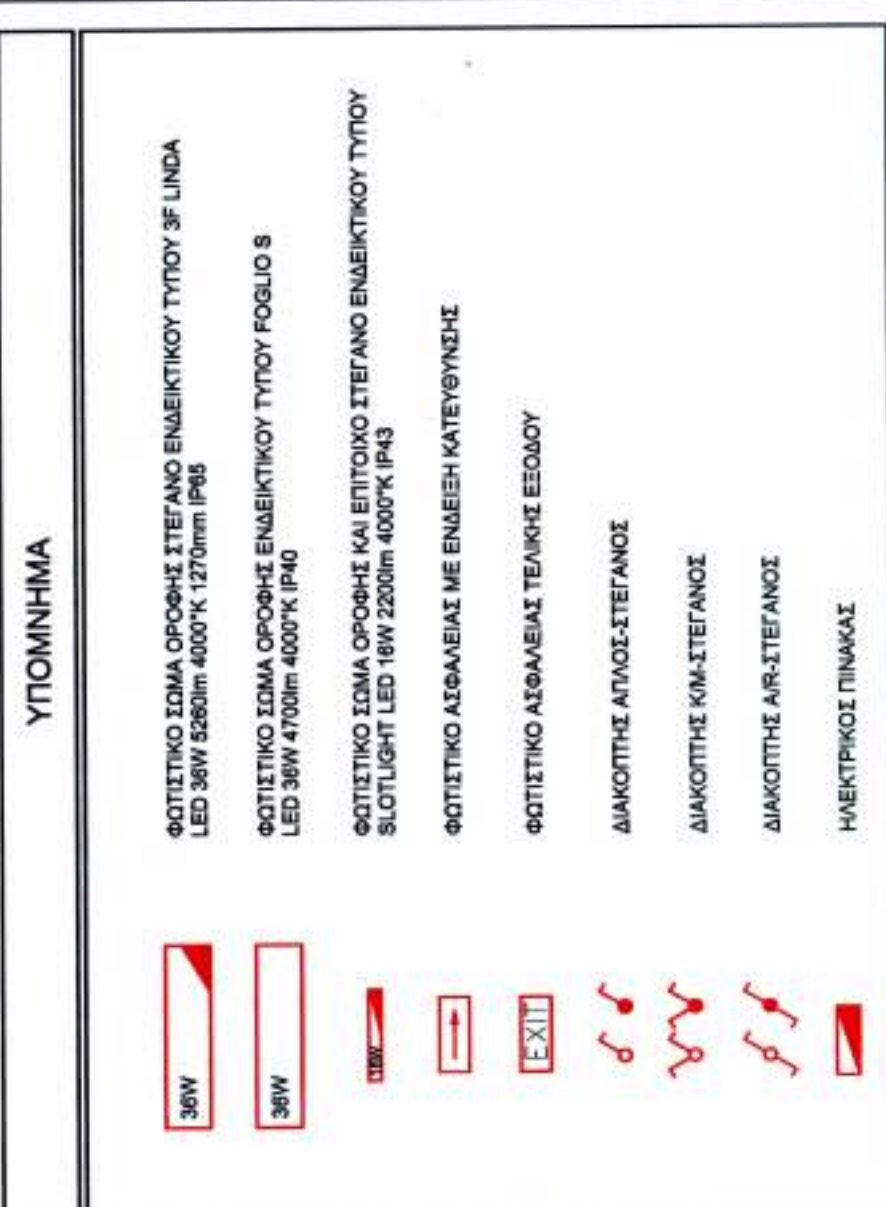 ΥΠΟΜΝΗΜΑ
36W
ΦΩΤΙΣΤΙΚΟ ΣΩΜΑ ΟΡΟΦΗΣ ΣΤΕΓΑΝΟ ΕΝΔΕΙΚΤΙΚΟΥ ΤΥΠΟΥ 3F LINDA
LED 36W 5260lm 4000°K 1270mm IP65
36W
ΦΩΤΙΣΤΙΚΟ ΣΩΜΑ ΟΡΟΦΗΣ ΕΝΔΕΙΚΤΙΚΟΥ ΤΥΠΟΥ FOGLIO S
LED 36W 4700lm 4000°K IP40
ΦΩΤΙΣΤΙΚΟ ΣΩΜΑ ΟΡΟΦΗΣ ΚΑΙ ΕΠΙΤΟΙΧΟ ΣΤΕΓΑΝΟ ΕΝΔΕΙΚΤΙΚΟΥ ΤΥΠΟΥ
SLOTLIGHT LED 16W 2200lm 4000°K IP43
ΦΩΤΙΣΤΙΚΟ ΑΣΦΑΛΕΙΑΣ ΜΕ ΕΝΔΕΙΞΗ ΚΑΤΕΥΘΥΝΣΗΣ
EXIT
ΦΩΤΙΣΤΙΚΟ ΑΣΦΑΛΕΙΑΣ ΤΕΛΙΚΗΣ ΕΞΟΔΟΥ
ΔΙΑΚΟΠΤΗΣ ΑΠΛΟΣ-ΣΤΕΓΑΝΟΣ
ΔΙΑΚΟΠΤΗΣ Κ/Μ-ΣΤΕΓΑΝΟΣ
ΔΙΑΚΟΠΤΗΣ A/R-ΣΤΕΓΑΝΟΣ
ΗΛΕΚΤΡΙΚΟΣ ΠΙΝΑΚΑΣ